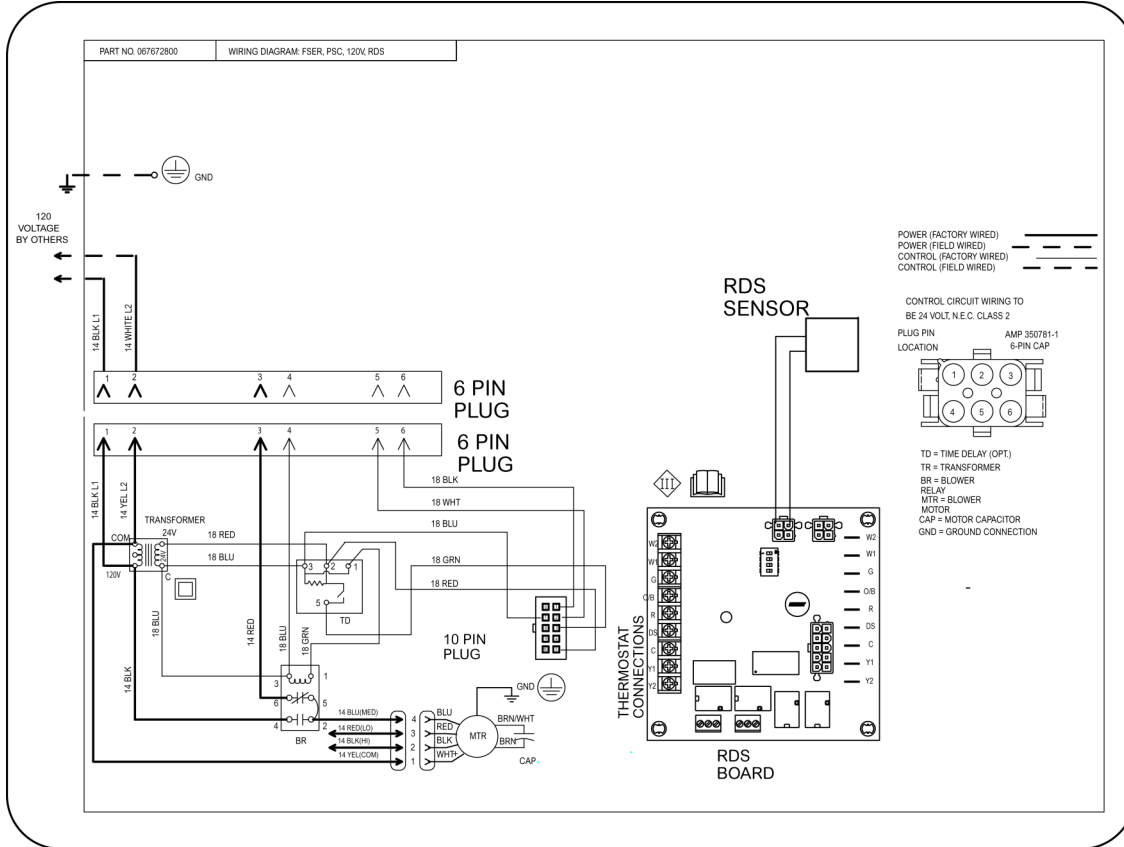 PART NO. 067672800
WIRING DIAGRAM: FSER, PSC, 120V, RDS
GND
120
VOLTAGE
BY OTHERS
14 BLK L1
14 WHITE L2
1
2
3
4
5
6
6 PIN
PLUG
1
2
3
4
5
6
6 PIN
PLUG
14 BLK L1
14 YEL L2
TRANSFORMER
24V
COM
24V
120V
C
18 RED
18 BLU
18 BLK
18 WHT
18 BLU
18 GRN
18 RED
3
2
1
5
TD
18 BLU
14 RED
18 BLU
18 GRN
14 BLK
3
1
6
5
4
2
BR
10 PIN
PLUG
GND
14 BLU(MED)
14 RED(LO)
14 BLK(HI)
14 YEL(COM)
4
3
2
1
BLU
RED
BLK
WHT
MTR
BRN/WHT
BRN
CAP
RDS
SENSOR
III
THERMOSTAT
CONNECTIONS
W2
W1
G
O/B
R
DS
C
Y1
Y2
W2
W1
G
O/B
R
DS
C
Y1
Y2
RDS
BOARD
POWER (FACTORY WIRED)
POWER (FIELD WIRED)
CONTROL (FACTORY WIRED)
CONTROL (FIELD WIRED)
CONTROL CIRCUIT WIRING TO
BE 24 VOLT, N.E.C. CLASS 2
PLUG PIN
LOCATION
AMP 350781-1
6-PIN CAP
1
2
3
4
5
6
TD = TIME DELAY (OPT.)
TR = TRANSFORMER
BR = BLOWER
RELAY
MTR = BLOWER
MOTOR
CAP = MOTOR CAPACITOR
GND = GROUND CONNECTION